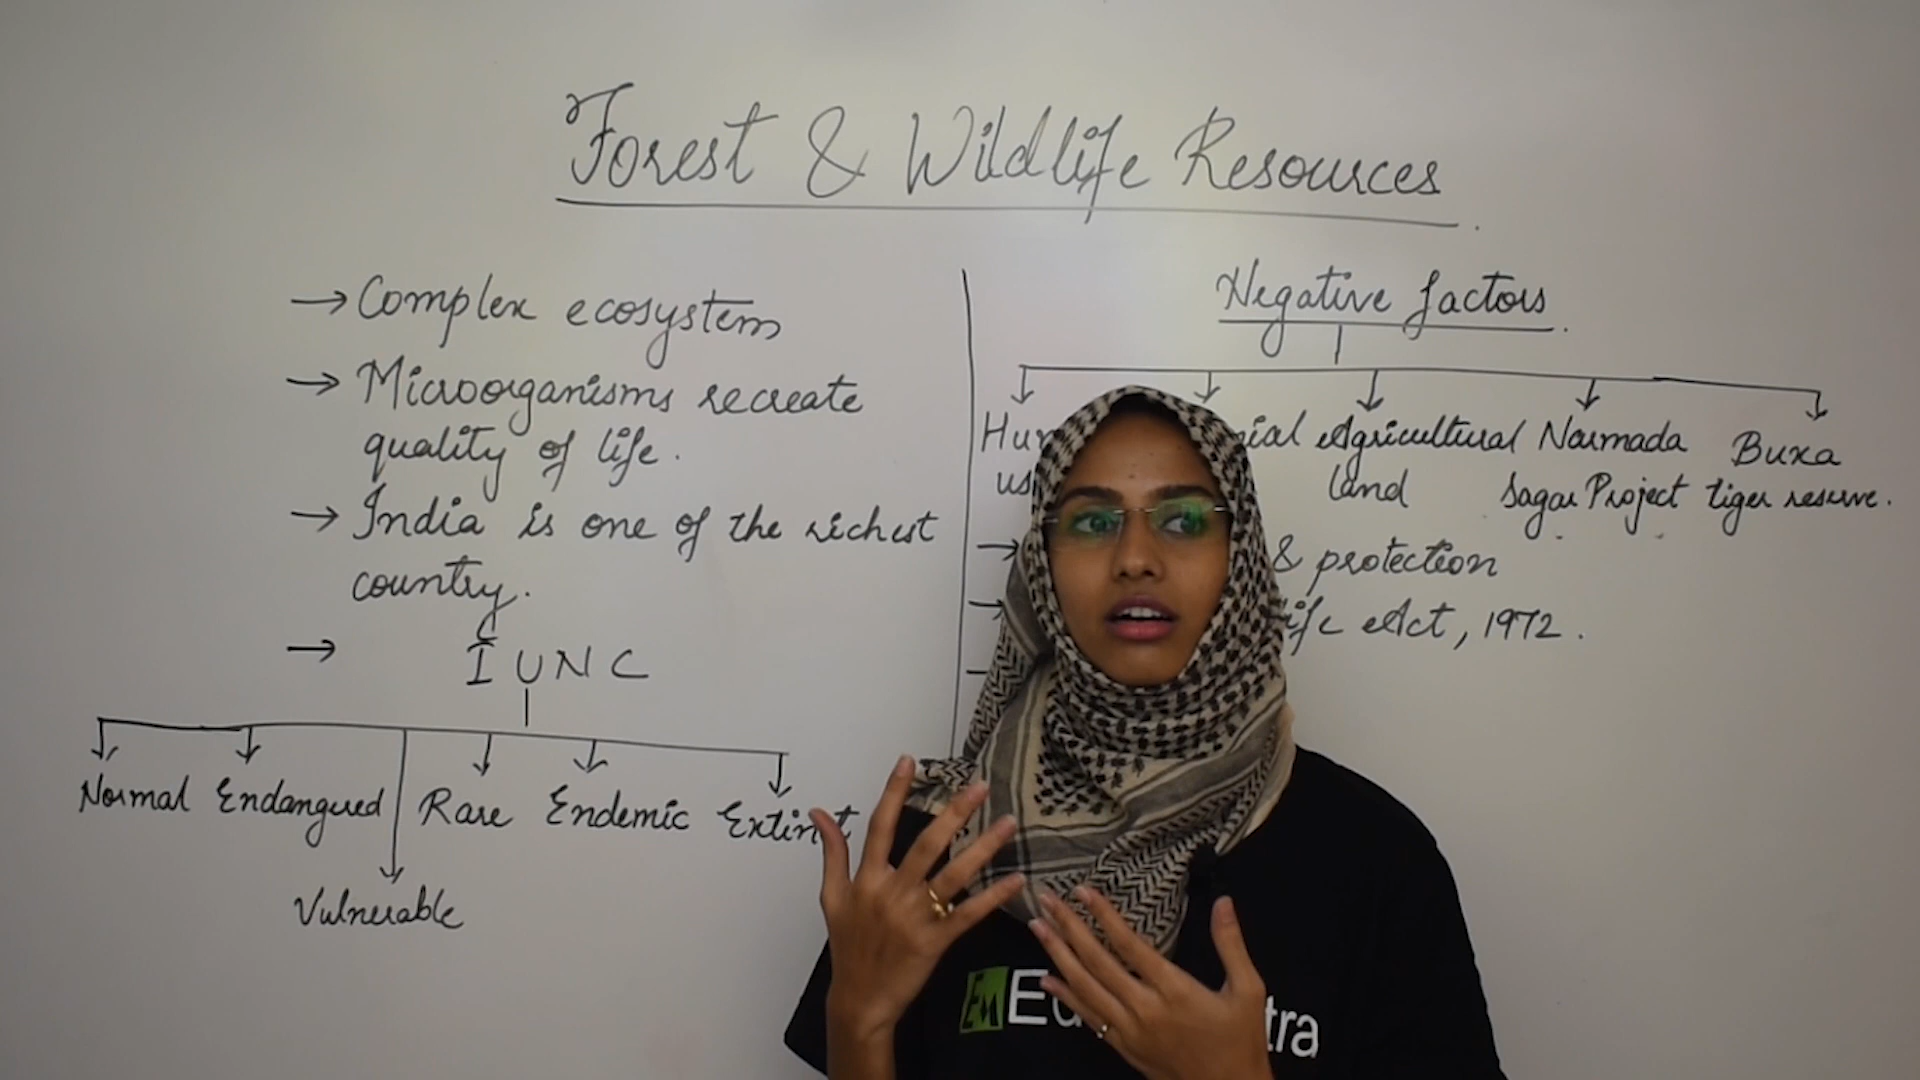 Forest & Wildlife Resources
→ Complex ecosystem
→ Microorganisms recreate
quality of life.
→ India is one of the richest
country.
→ IUNC
Normal Endangered Rare Endemic Extinct
Vulnerable
Negative factors
Agricultural Narmada Buxa
land Sagar Project tiger reserve.
→ & protection
→ Act, 1972.
EM